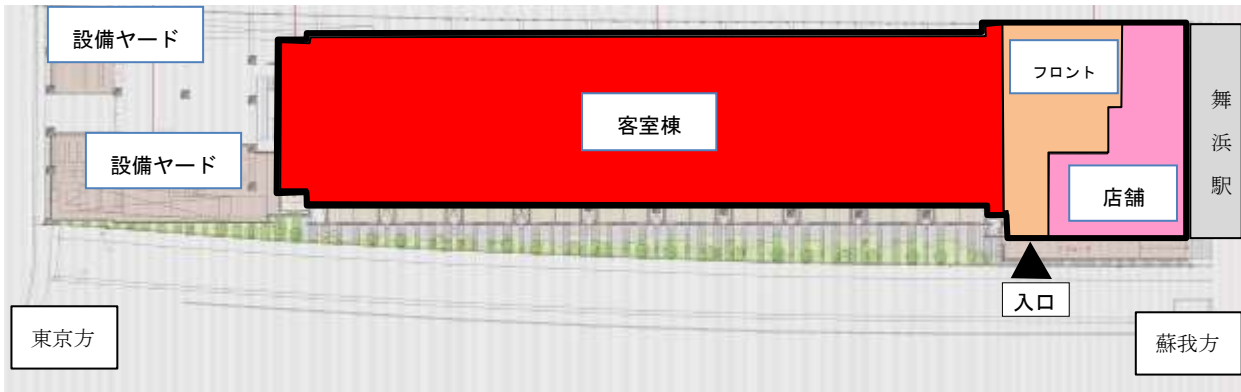 設備ヤード
フロント
客室棟
舞浜駅
設備ヤード
店舗
入口
東京方
蘇我方